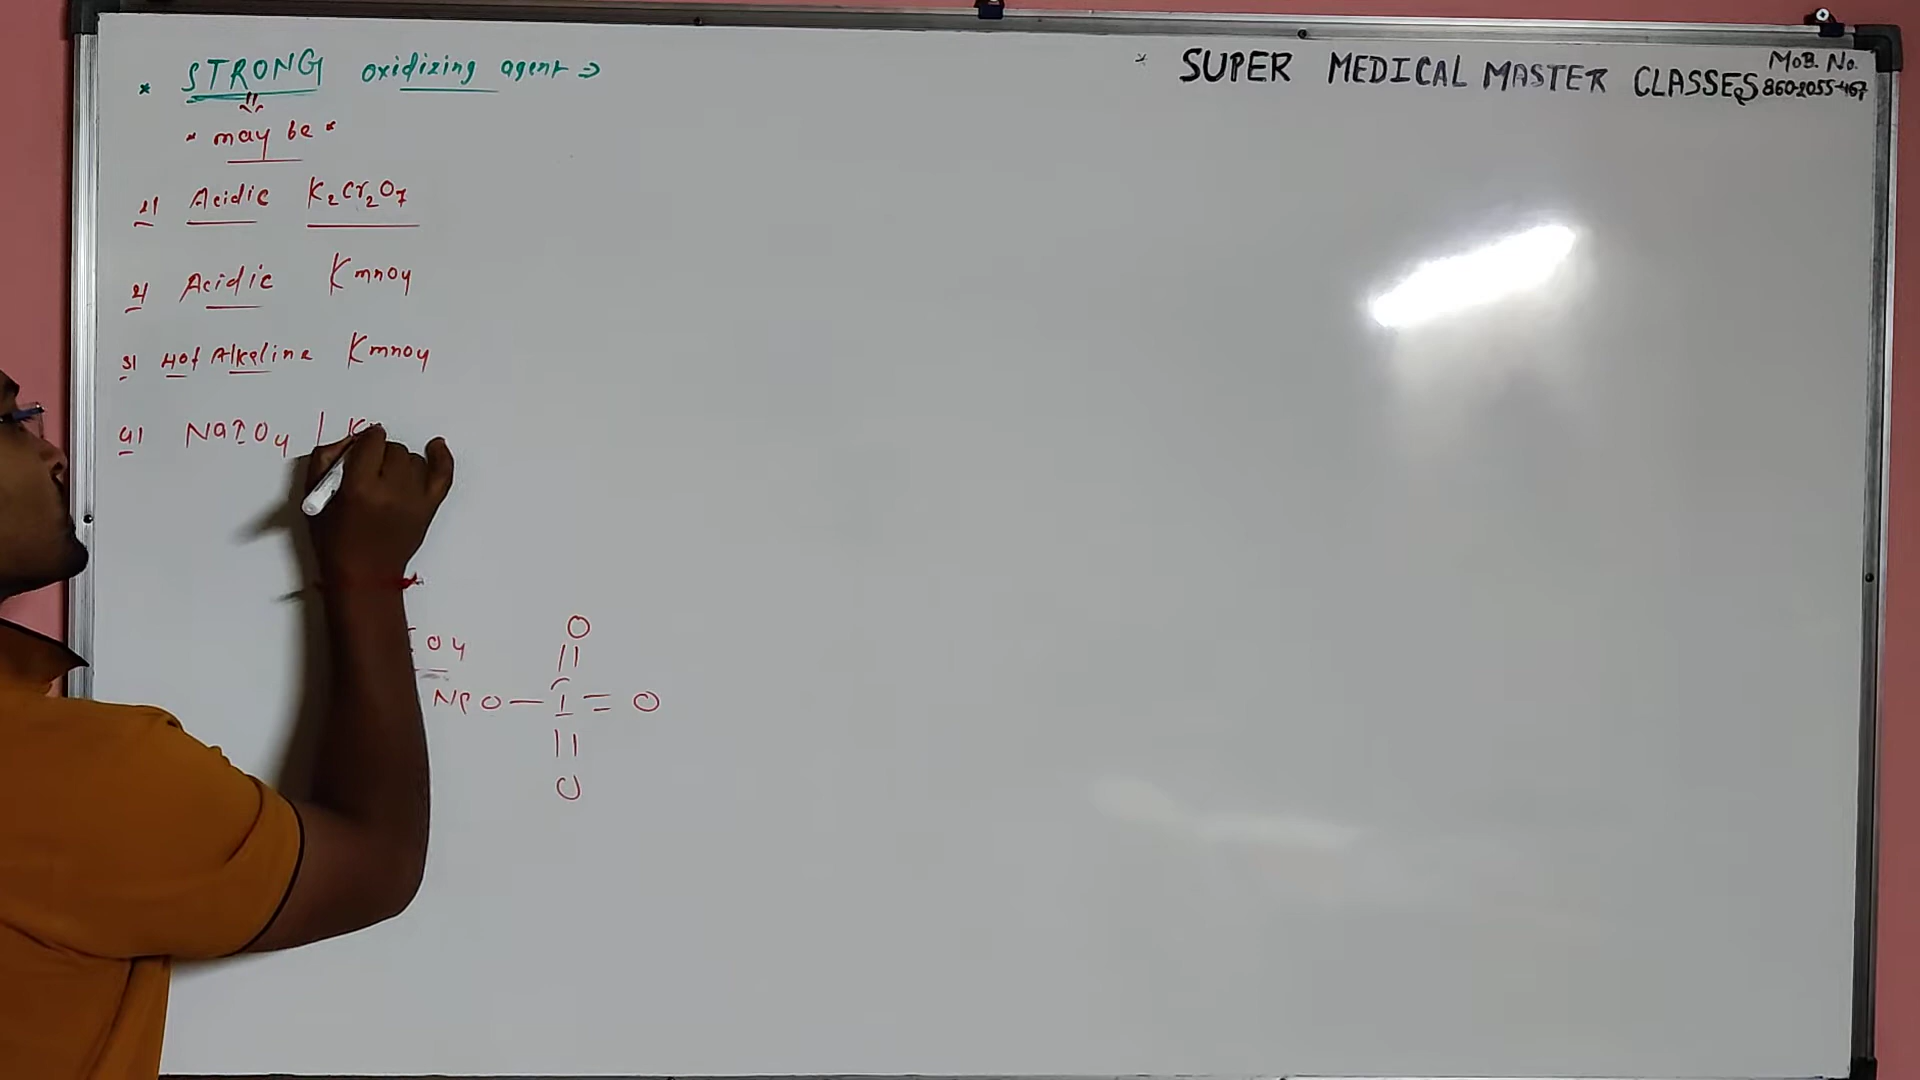 * STRONG oxidizing agent ⇒
* may be *
1) Acidic K₂Cr₂O₇
2) Acidic Kmno4
3) Hot Alkaline Kmno4
4) NaIO4 / K
IO4
O
||
O — I = O
||
O
* SUPER MEDICAL MASTER CLASSES
MOB. No.
860-2055-467